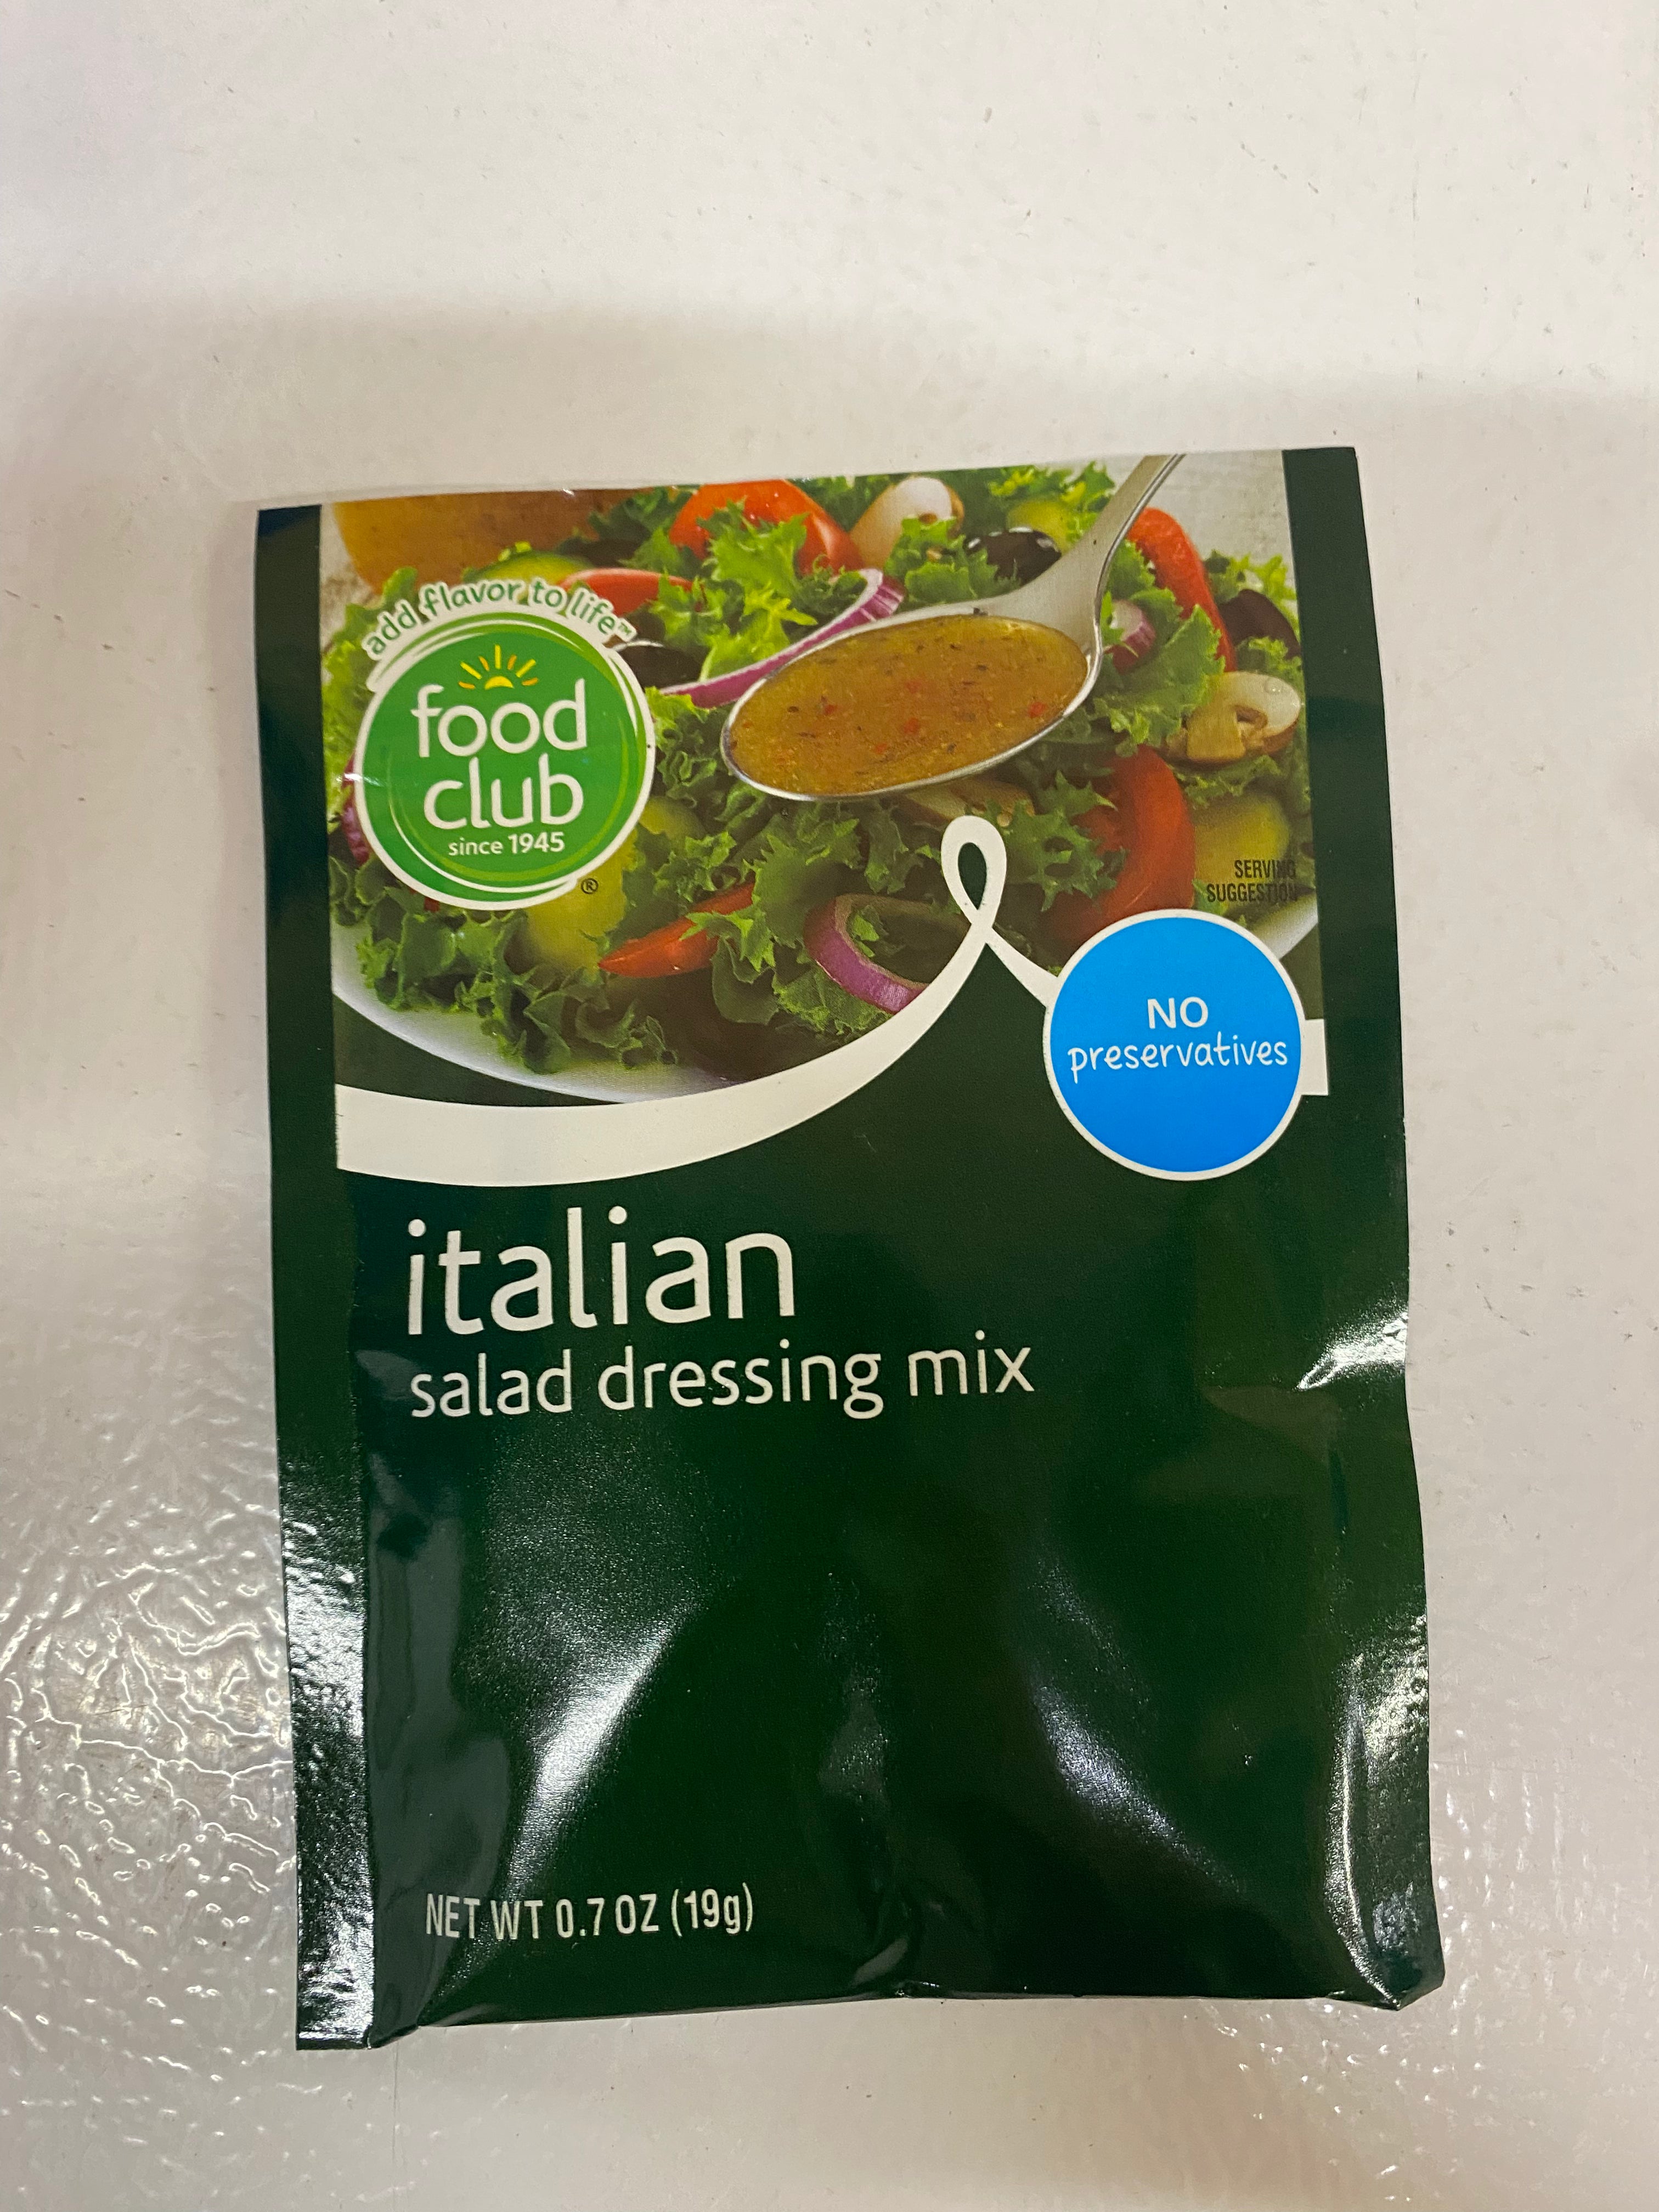 add flavor to life™
food
club
since 1945
®
SERVING
SUGGESTION
NO
preservatives
italian
salad dressing mix
NET WT 0.7 OZ (19g)